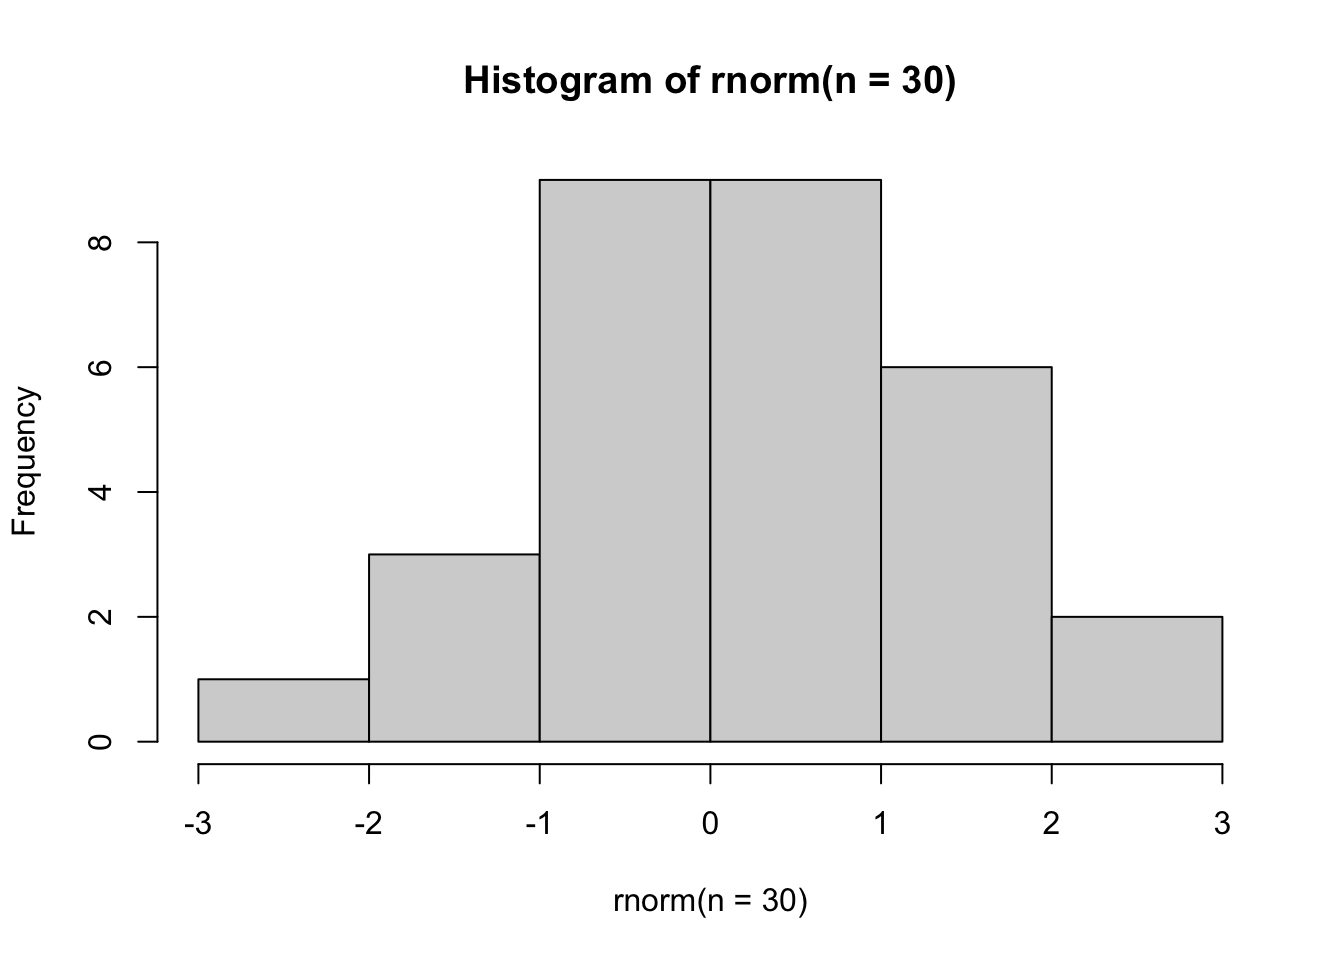 Histogram of rnorm(n = 30)
Frequency
8
6
4
2
0
-3 -2 -1 0 1 2 3
rnorm(n = 30)